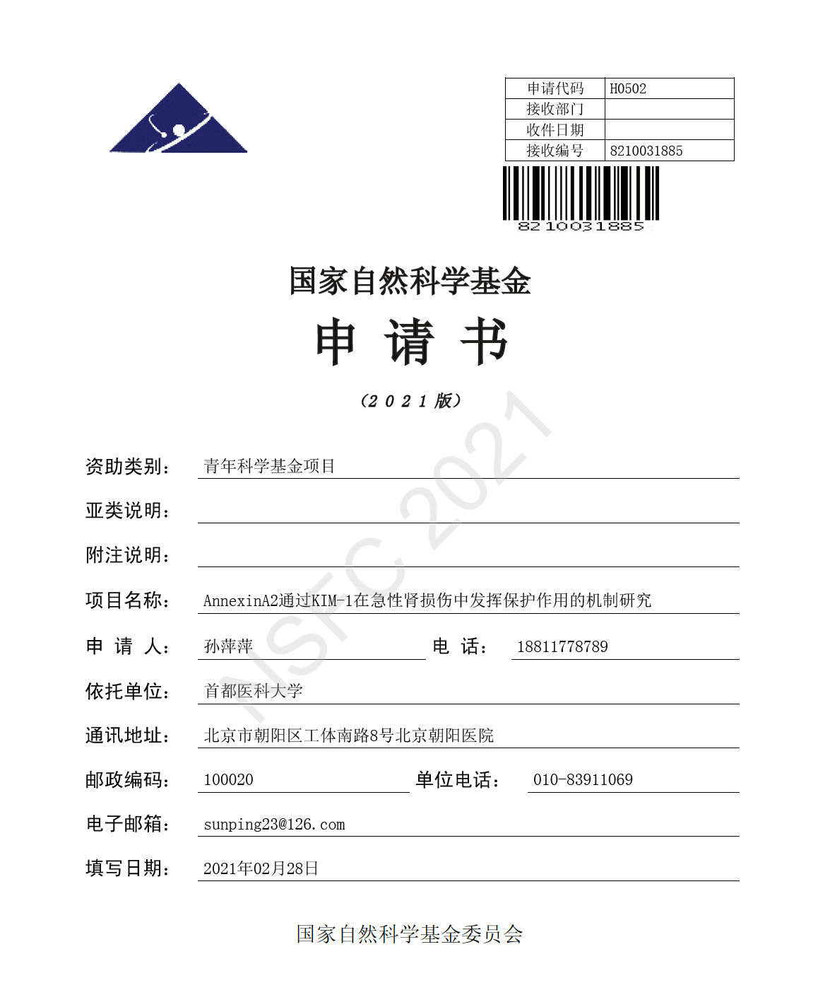 申请代码 H0502
接收部门
收件日期
接收编号 8210031885
8210031885
国家自然科学基金
申 请 书
（2 0 2 1 版）
资助类别： 青年科学基金项目
亚类说明：
附注说明：
项目名称： AnnexinA2通过KIM-1在急性肾损伤中发挥保护作用的机制研究
申 请 人： 孙萍萍 电 话： 18811778789
依托单位： 首都医科大学
通讯地址： 北京市朝阳区工体南路8号北京朝阳医院
邮政编码： 100020 单位电话： 010-83911069
电子邮箱： sunping23@126.com
填写日期： 2021年02月28日
国家自然科学基金委员会
NSFC 2021